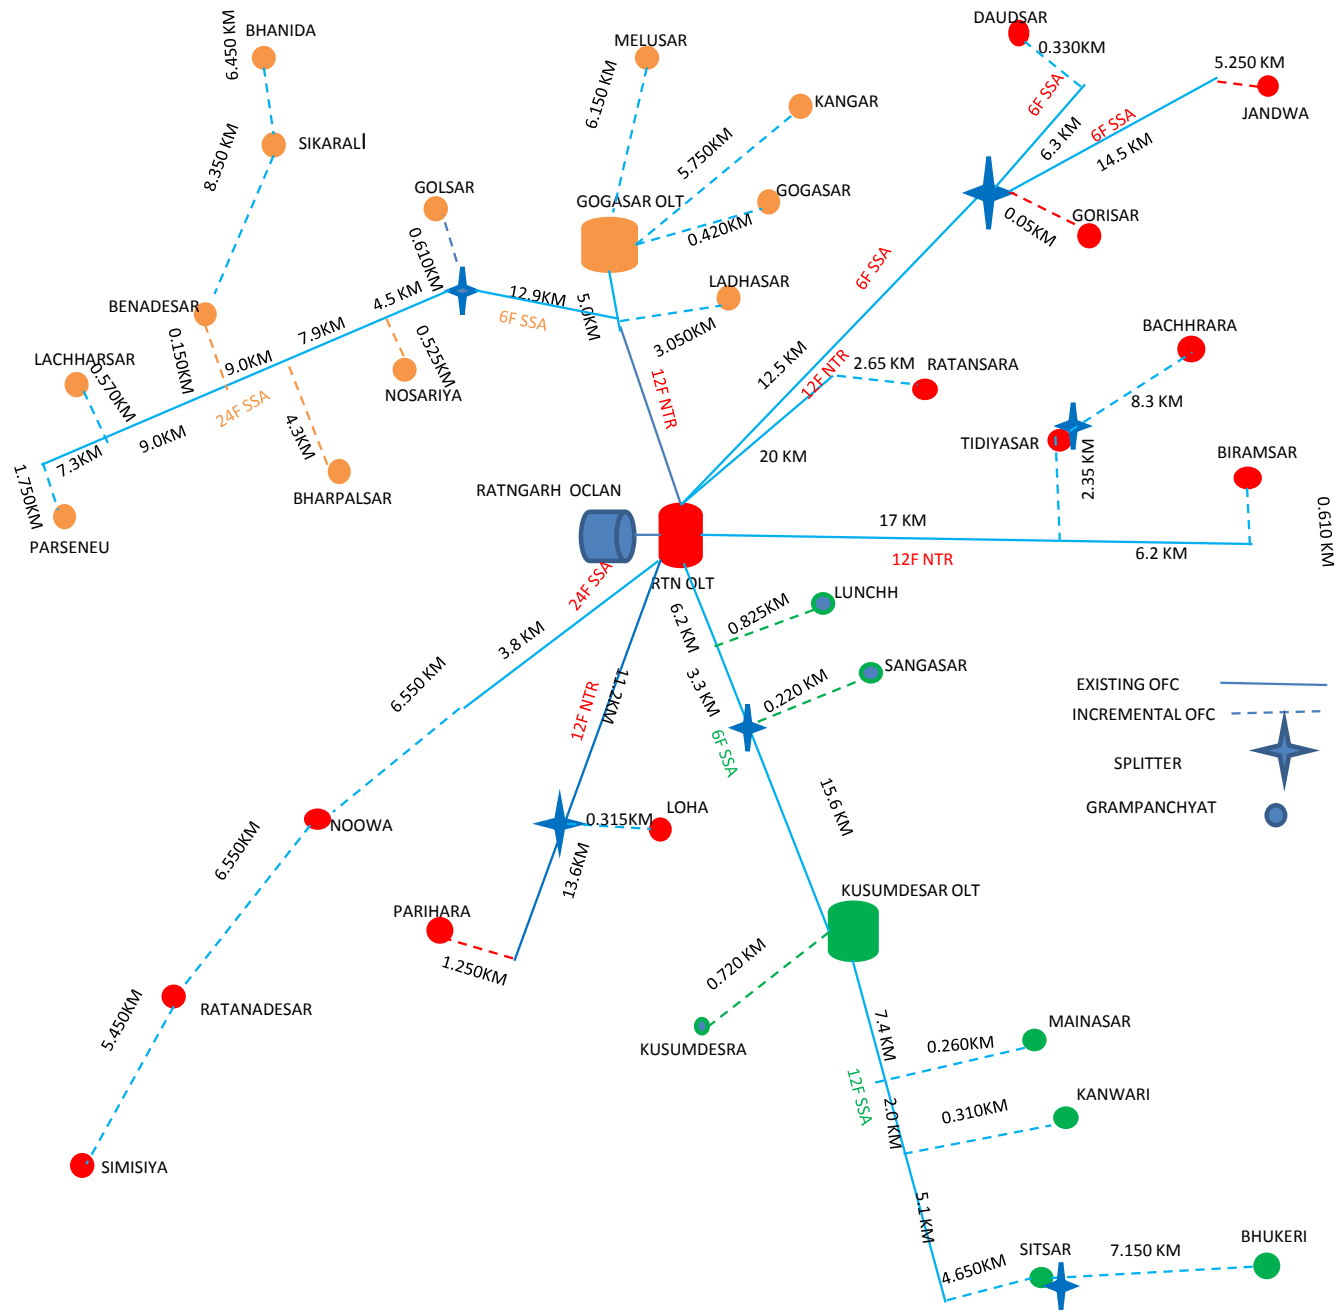 DAUDSAR
0.330KM
6F SSA
6.3 KM
5.250 KM
JANDWA
6F SSA
14.5 KM
0.05KM
GORISAR
6.450 KM
BHANIDA
SIKARALI
8.350 KM
MELUSAR
6.150 KM
KANGAR
5.750KM
GOGASAR OLT
GOGASAR
0.420KM
GOLSAR
0.610KM
12.9KM
6F SSA
5.0KM
LADHASAR
3.050KM
12F NTR
BENADESAR
0.150KM
4.5 KM
7.9KM
9.0KM
24F SSA
0.525KM
NOSARIYA
LACHHARSAR
0.570KM
9.0KM
7.3KM
4.3KM
BHARPALSAR
1.750KM
PARSENEU
6F SSA
12.5 KM
12F NTR
2.65 KM
RATANSARA
20 KM
BACHHRARA
8.3 KM
TIDIYASAR
2.35 KM
BIRAMSAR
0.610 KM
17 KM
12F NTR
6.2 KM
RATNGARH OCLAN
RTN OLT
24F SSA
3.8 KM
6.550 KM
NOOWA
6.550KM
RATANADESAR
5.450KM
SIMISIYA
12F NTR
11.2KM
0.315KM
LOHA
13.6KM
PARIHARA
1.250KM
6.2 KM
0.825KM
LUNCHH
3.3 KM
0.220 KM
SANGASAR
6F SSA
15.6 KM
KUSUMDESAR OLT
0.720 KM
KUSUMDESRA
7.4 KM
0.260KM
MAINASAR
12F SSA
2.0 KM
0.310KM
KANWARI
5.1 KM
4.650KM
SITSAR
7.150 KM
BHUKERI
EXISTING OFC
INCREMENTAL OFC
SPLITTER
GRAMPANCHYAT